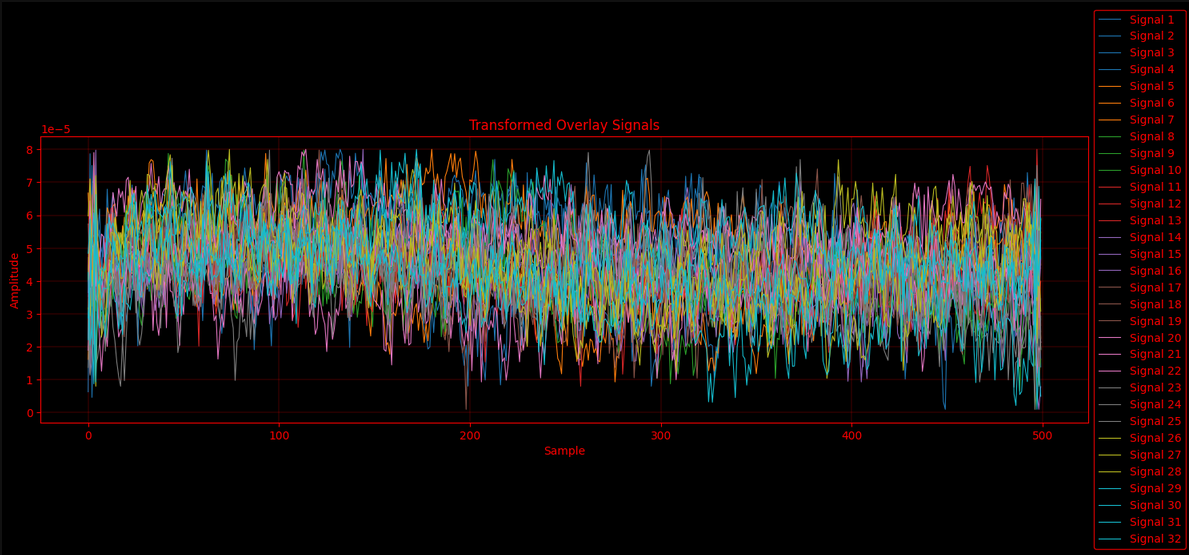 Transformed Overlay Signals
1e−5
8
7
6
5
4
3
2
1
0
Amplitude
0 100 200 300 400 500
Sample
Signal 1
Signal 2
Signal 3
Signal 4
Signal 5
Signal 6
Signal 7
Signal 8
Signal 9
Signal 10
Signal 11
Signal 12
Signal 13
Signal 14
Signal 15
Signal 16
Signal 17
Signal 18
Signal 19
Signal 20
Signal 21
Signal 22
Signal 23
Signal 24
Signal 25
Signal 26
Signal 27
Signal 28
Signal 29
Signal 30
Signal 31
Signal 32